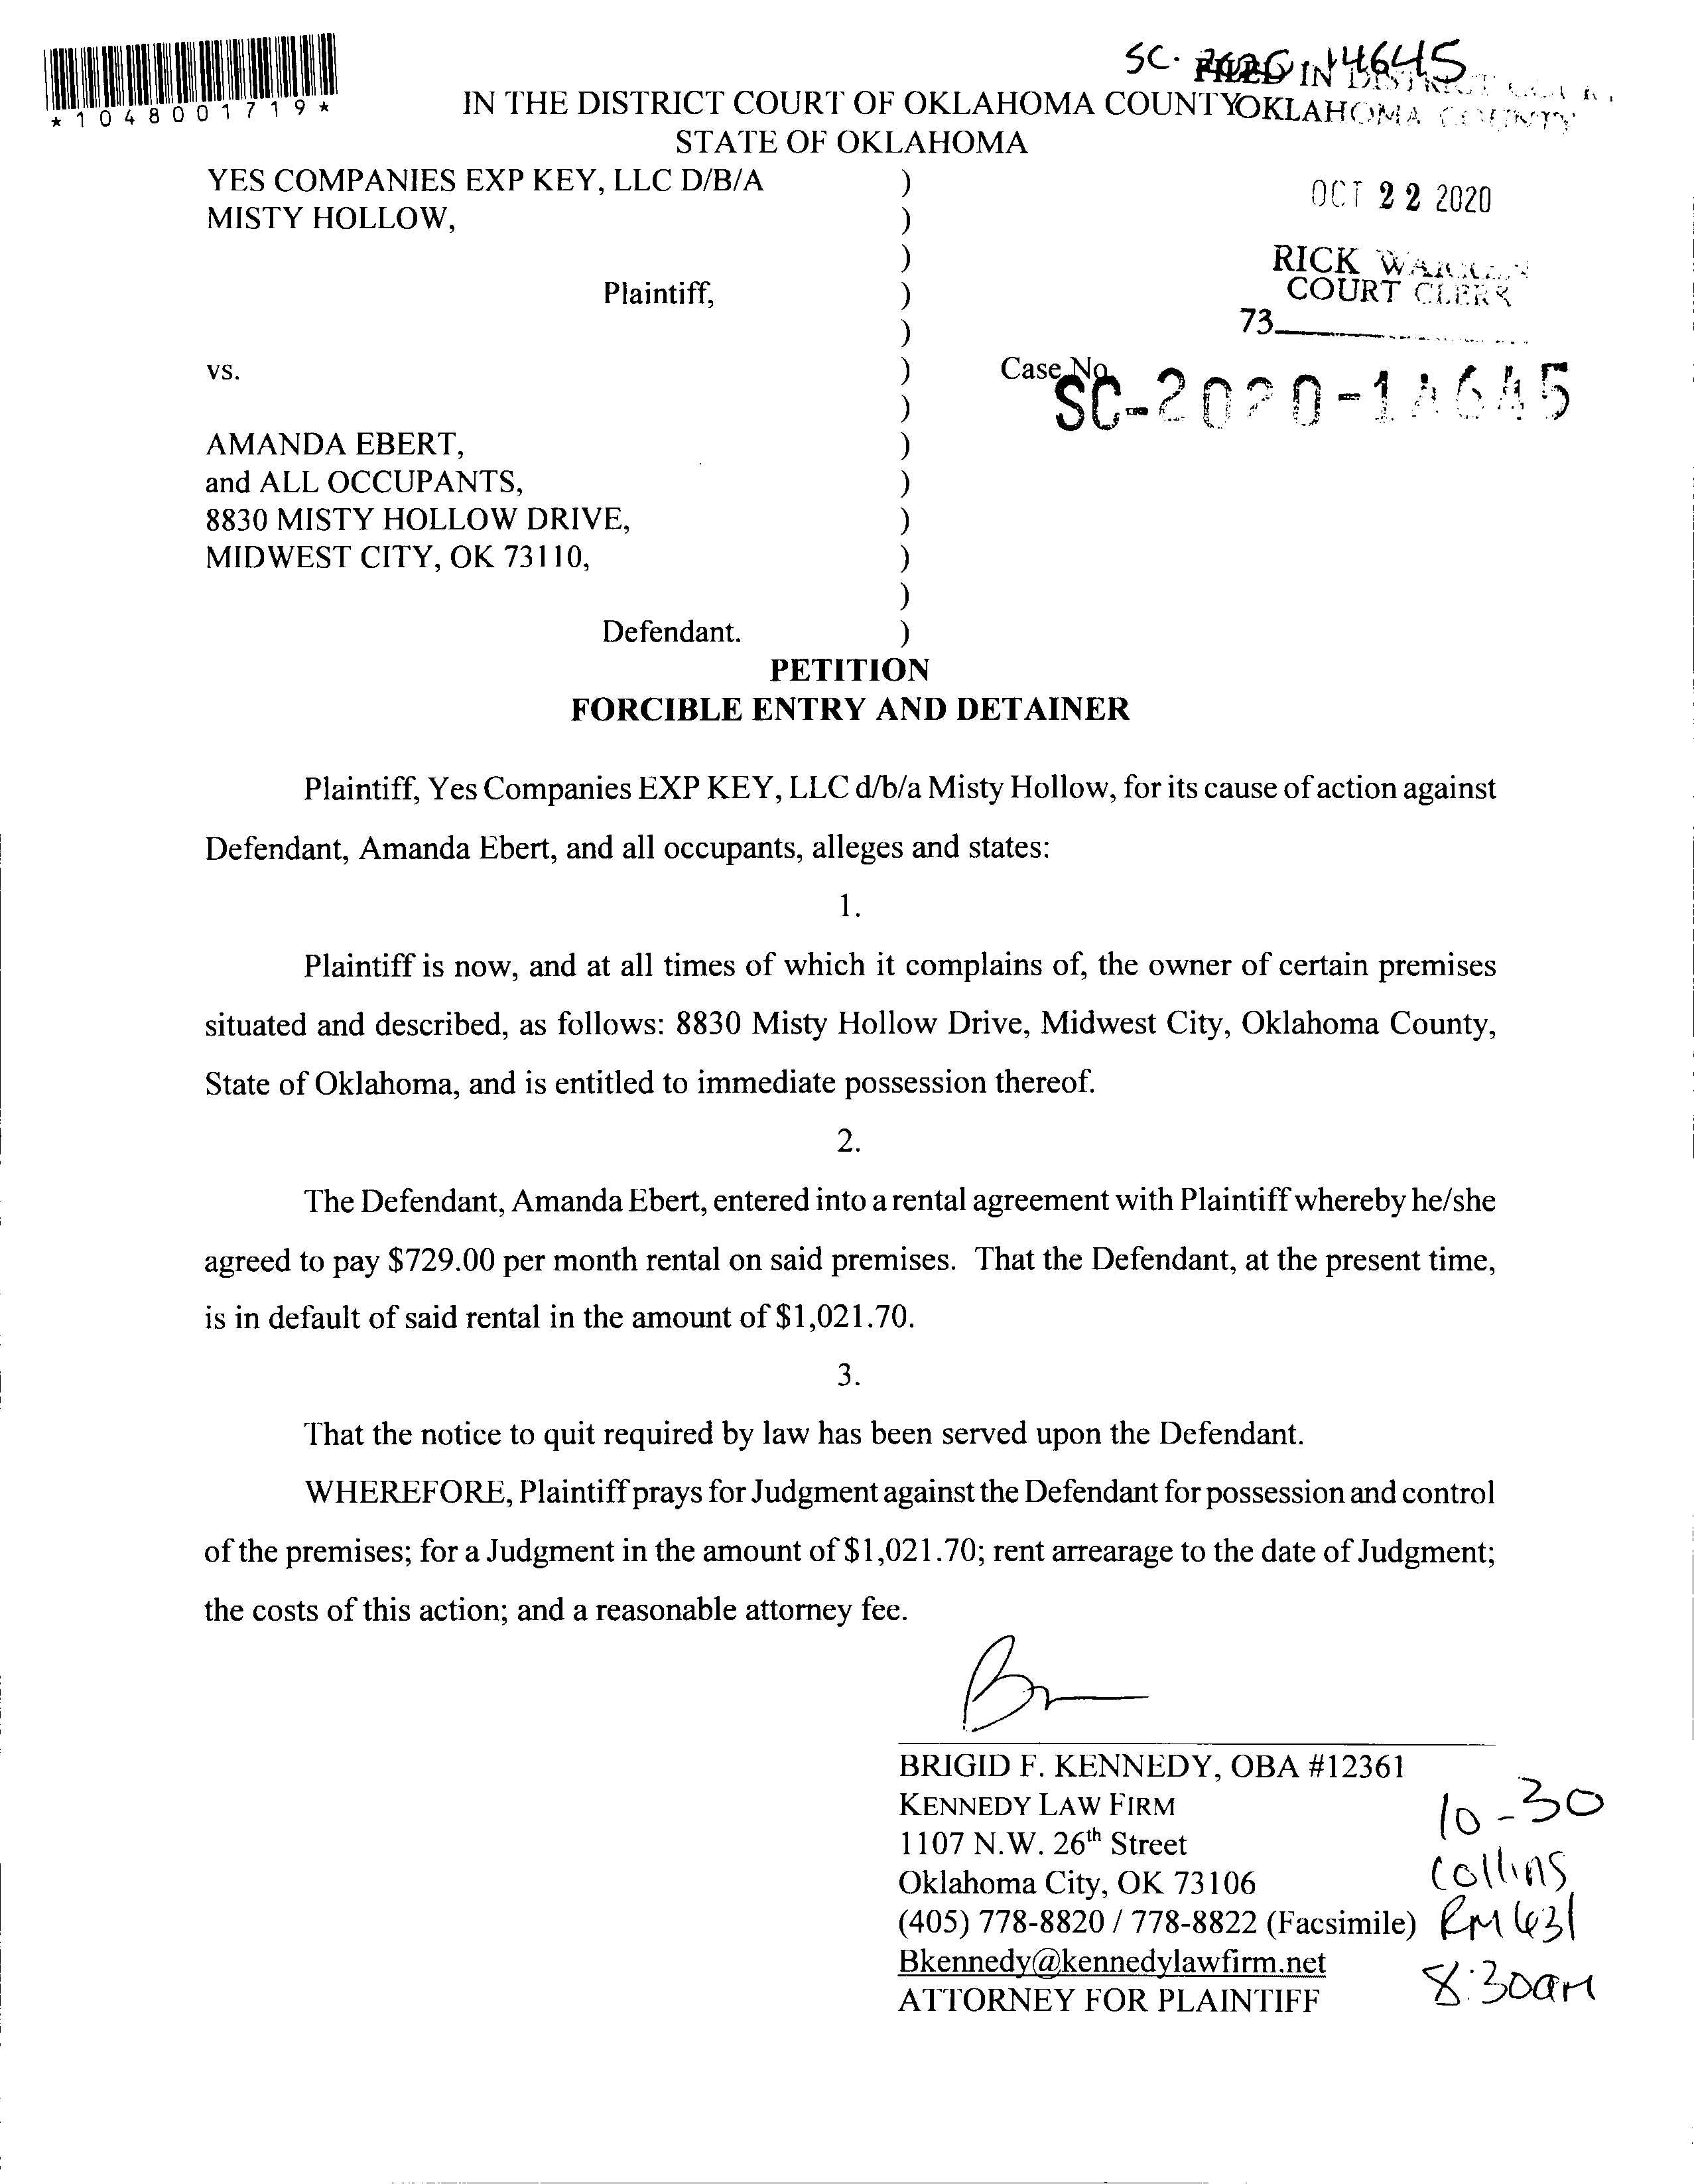 SC-2020-14645
FILED IN DISTRICT COURT
*1048001719*
IN THE DISTRICT COURT OF OKLAHOMA COUNTY
OKLAHOMA COUNTY
STATE OF OKLAHOMA
YES COMPANIES EXP KEY, LLC D/B/A )
MISTY HOLLOW, )
OCT 22 2020
)
RICK WARREN
Plaintiff, )
COURT CLERK
)
73
vs. )
Case No.
SC-2020-14645
)
AMANDA EBERT, )
and ALL OCCUPANTS, )
8830 MISTY HOLLOW DRIVE, )
MIDWEST CITY, OK 73110, )
)
Defendant. )
PETITION
FORCIBLE ENTRY AND DETAINER
Plaintiff, Yes Companies EXP KEY, LLC d/b/a Misty Hollow, for its cause of action against
Defendant, Amanda Ebert, and all occupants, alleges and states:
1.
Plaintiff is now, and at all times of which it complains of, the owner of certain premises
situated and described, as follows: 8830 Misty Hollow Drive, Midwest City, Oklahoma County,
State of Oklahoma, and is entitled to immediate possession thereof.
2.
The Defendant, Amanda Ebert, entered into a rental agreement with Plaintiff whereby he/she
agreed to pay $729.00 per month rental on said premises. That the Defendant, at the present time,
is in default of said rental in the amount of $1,021.70.
3.
That the notice to quit required by law has been served upon the Defendant.
WHEREFORE, Plaintiff prays for Judgment against the Defendant for possession and control
of the premises; for a Judgment in the amount of $1,021.70; rent arrearage to the date of Judgment;
the costs of this action; and a reasonable attorney fee.
BRIGID F. KENNEDY, OBA #12361
KENNEDY LAW FIRM
1107 N.W. 26th Street
Oklahoma City, OK 73106
(405) 778-8820 / 778-8822 (Facsimile)
Bkennedy@kennedylawfirm.net
ATTORNEY FOR PLAINTIFF
10-30
Collins
RM 631
8:30am